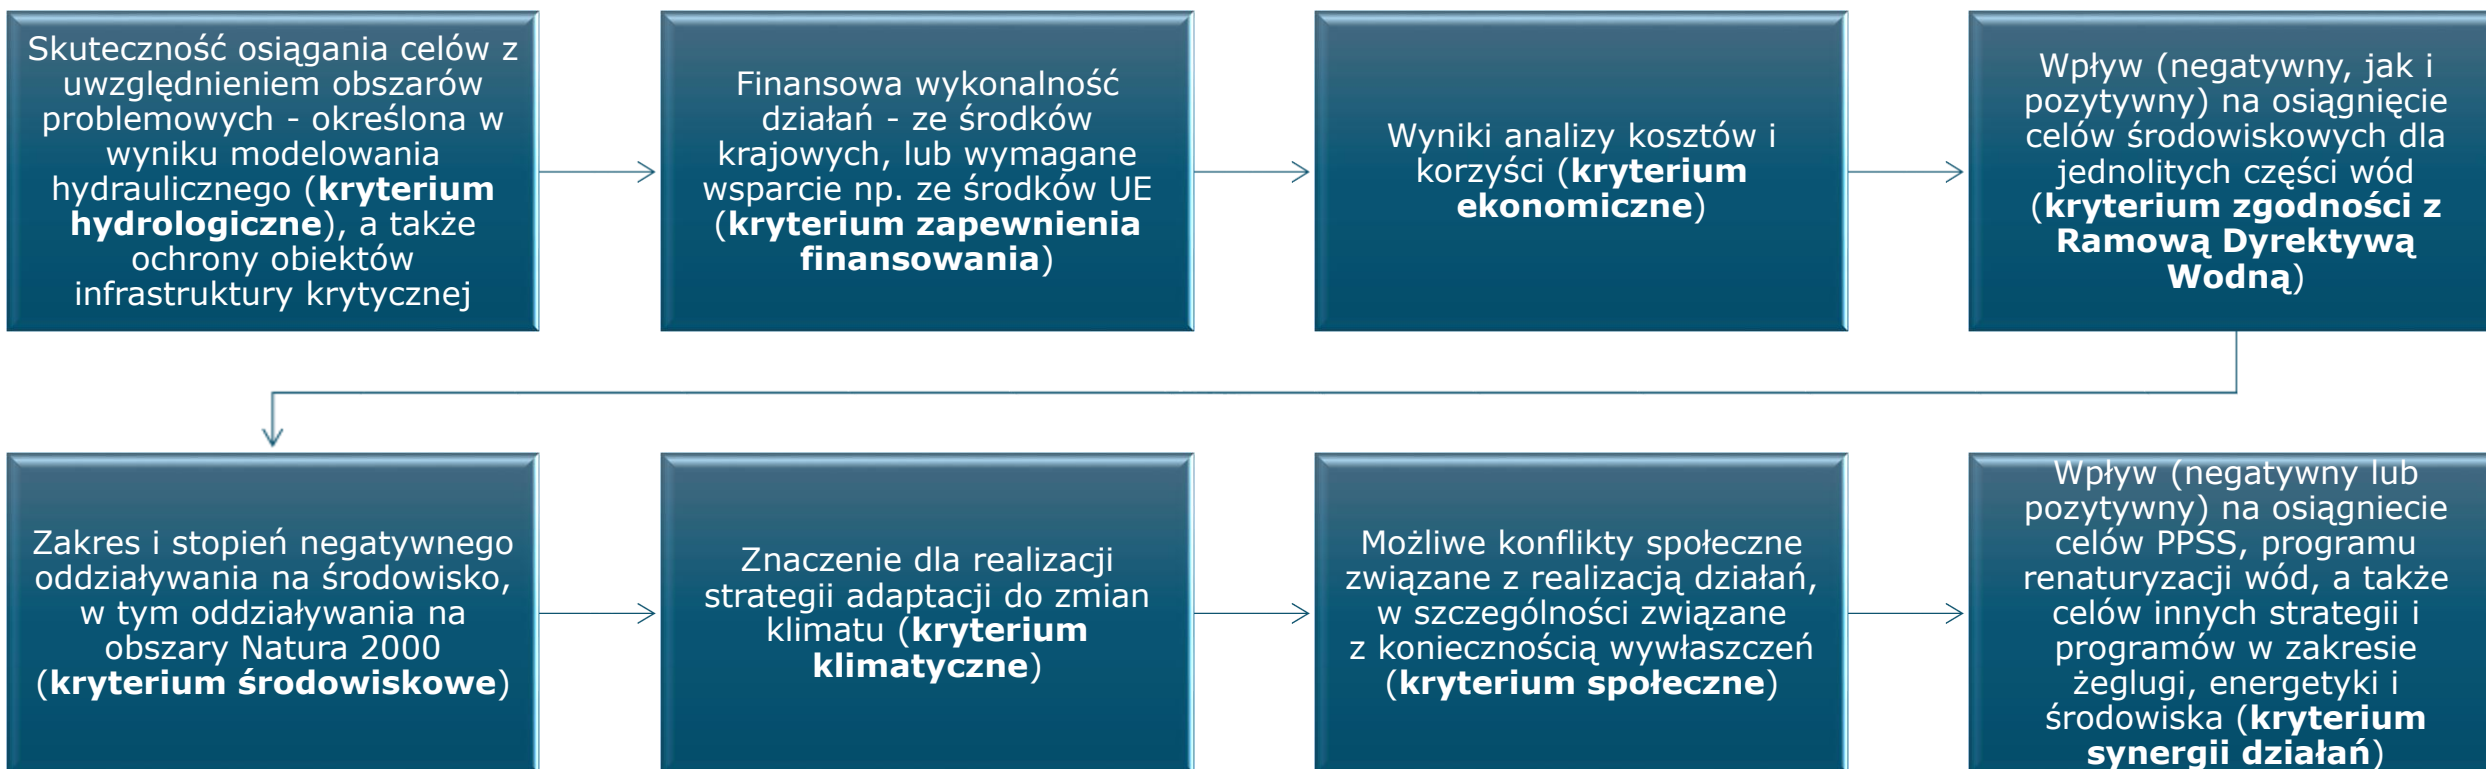 Skuteczność osiągania celów z
uwzględnieniem obszarów
problemowych - określona w
wyniku modelowania
hydraulicznego (kryterium
hydrologiczne), a także
ochrony obiektów
infrastruktury krytycznej
Finansowa wykonalność
działań - ze środków
krajowych, lub wymagane
wsparcie np. ze środków UE
(kryterium zapewnienia
finansowania)
Wyniki analizy kosztów i
korzyści (kryterium
ekonomiczne)
Wpływ (negatywny, jak i
pozytywny) na osiągnięcie
celów środowiskowych dla
jednolitych części wód
(kryterium zgodności z
Ramową Dyrektywą
Wodną)
Zakres i stopień negatywnego
oddziaływania na środowisko,
w tym oddziaływania na
obszary Natura 2000
(kryterium środowiskowe)
Znaczenie dla realizacji
strategii adaptacji do zmian
klimatu (kryterium
klimatyczne)
Możliwe konflikty społeczne
związane z realizacją działań,
w szczególności związane
z koniecznością wywłaszczeń
(kryterium społeczne)
Wpływ (negatywny lub
pozytywny) na osiągniecie
celów PPSS, programu
renaturyzacji wód, a także
celów innych strategii i
programów w zakresie
żeglugi, energetyki i
środowiska (kryterium
synergii działań)